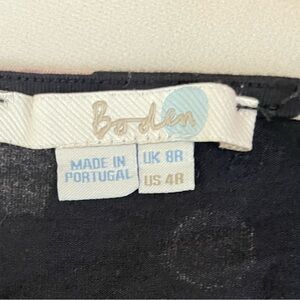 Boden
MADE IN
PORTUGAL
UK 8R
US 4R